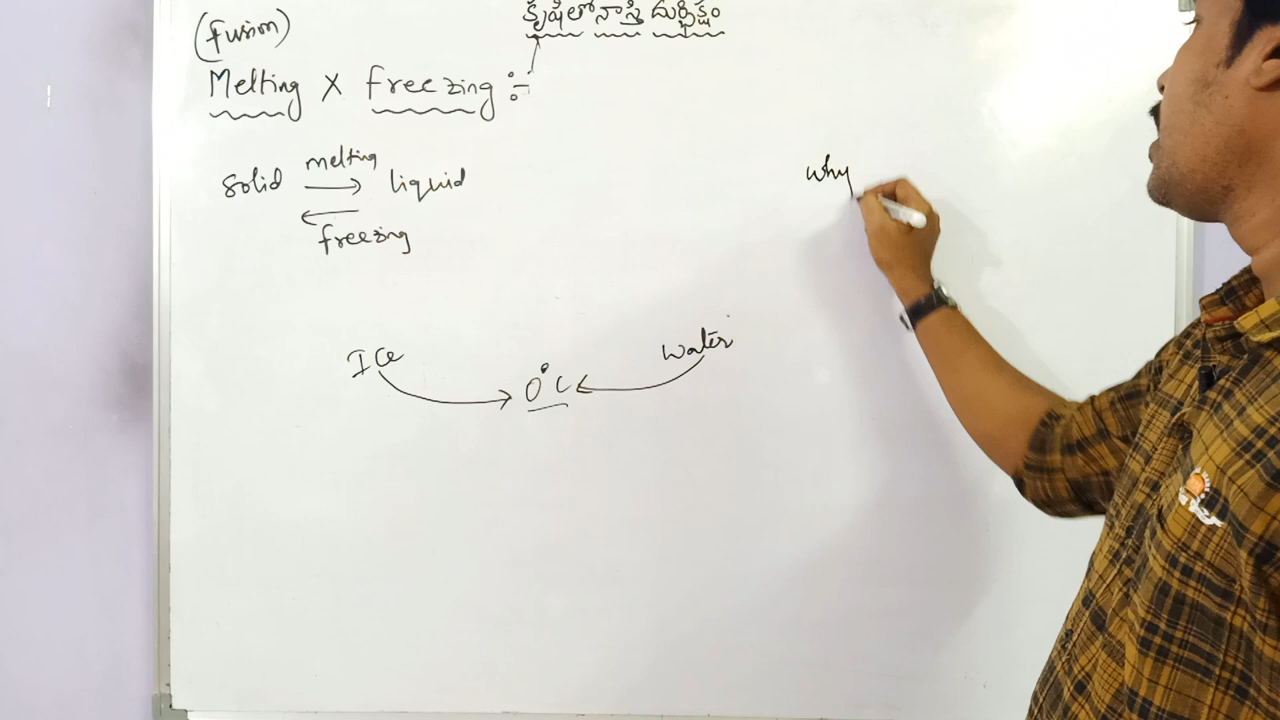 కృషితో నాస్తి దుర్భిక్షం
(Fusion)
Melting X freezing :-
Solid melting liquid
freezing
Why
Ice 0°C Water